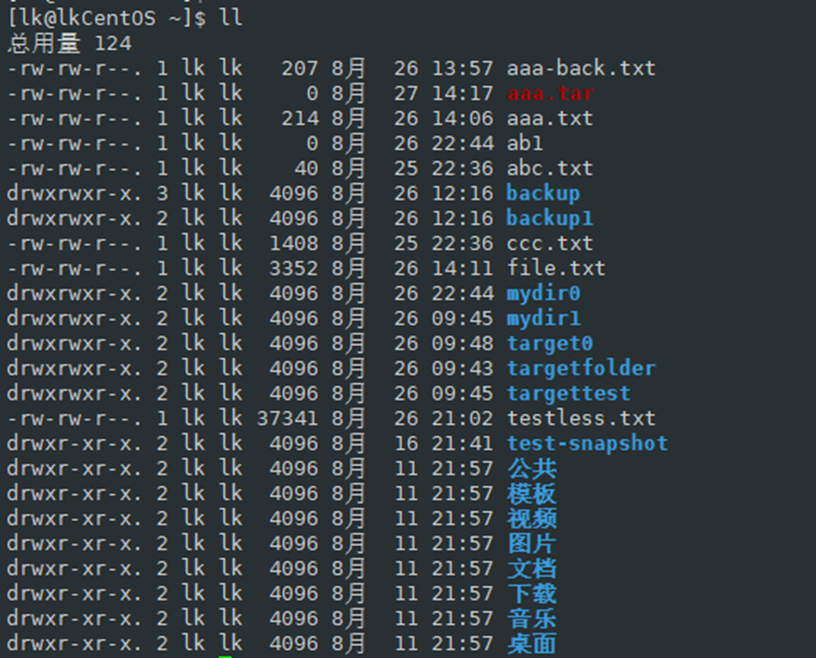 [lk@lkCentOS ~]$ ll
总用量 124
-rw-rw-r--. 1 lk lk   207 8月  26 13:57 aaa-back.txt
-rw-rw-r--. 1 lk lk     0 8月  27 14:17 aaa.tar
-rw-rw-r--. 1 lk lk   214 8月  26 14:06 aaa.txt
-rw-rw-r--. 1 lk lk     0 8月  26 22:44 ab1
-rw-rw-r--. 1 lk lk    40 8月  25 22:36 abc.txt
drwxrwxr-x. 3 lk lk  4096 8月  26 12:16 backup
drwxrwxr-x. 2 lk lk  4096 8月  26 12:16 backup1
-rw-rw-r--. 1 lk lk  1408 8月  25 22:36 ccc.txt
-rw-rw-r--. 1 lk lk  3352 8月  26 14:11 file.txt
drwxrwxr-x. 2 lk lk  4096 8月  26 22:44 mydir0
drwxrwxr-x. 2 lk lk  4096 8月  26 09:45 mydir1
drwxrwxr-x. 2 lk lk  4096 8月  26 09:48 target0
drwxrwxr-x. 2 lk lk  4096 8月  26 09:43 targetfolder
drwxrwxr-x. 2 lk lk  4096 8月  26 09:45 targettest
-rw-rw-r--. 1 lk lk 37341 8月  26 21:02 testless.txt
drwxr-xr-x. 2 lk lk  4096 8月  16 21:41 test-snapshot
drwxr-xr-x. 2 lk lk  4096 8月  11 21:57 公共
drwxr-xr-x. 2 lk lk  4096 8月  11 21:57 模板
drwxr-xr-x. 2 lk lk  4096 8月  11 21:57 视频
drwxr-xr-x. 2 lk lk  4096 8月  11 21:57 图片
drwxr-xr-x. 2 lk lk  4096 8月  11 21:57 文档
drwxr-xr-x. 2 lk lk  4096 8月  11 21:57 下载
drwxr-xr-x. 2 lk lk  4096 8月  11 21:57 音乐
drwxr-xr-x. 2 lk lk  4096 8月  11 21:57 桌面